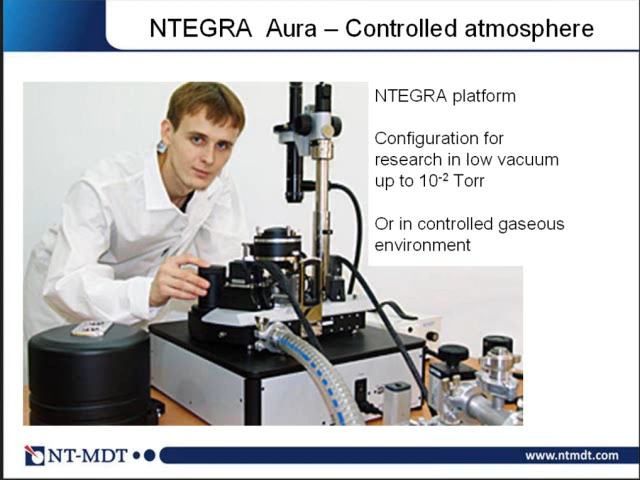 NTEGRA Aura – Controlled atmosphere
NTEGRA platform
Configuration for
research in low vacuum
up to 10⁻² Torr
Or in controlled gaseous
environment
NT-MDT
www.ntmdt.com